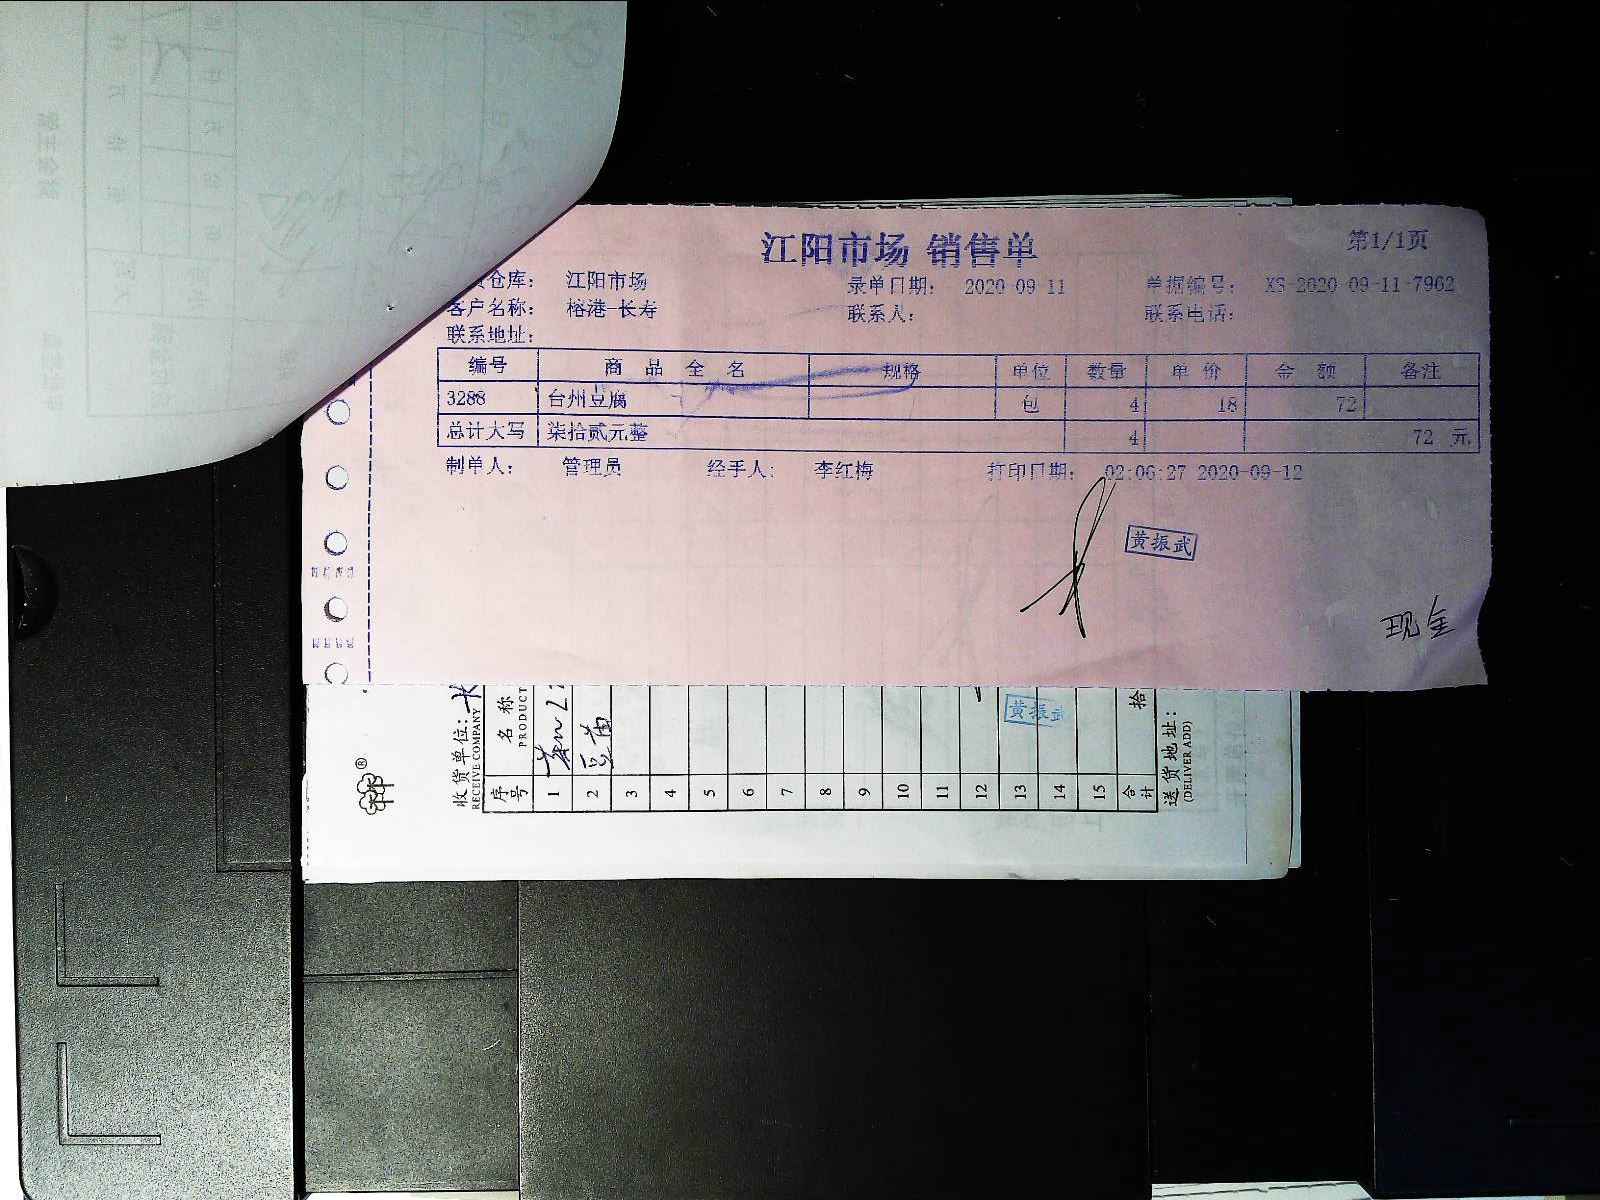 江阳市场 销售单
第1/1页
仓库： 江阳市场 录单日期： 2020-09-11 单据编号： XS-2020-09-11-7962
客户名称： 榕港-长寿 联系人： 联系电话：
联系地址：
编号 商品全名 规格 单位 数量 单价 金额 备注
3288 台州豆腐 包 4 18 72
总计大写 柒拾贰元整 4 72 元
制单人： 管理员 经手人： 李红梅 打印日期： 02:06:27 2020-09-12
黄振武
现金
收货单位：
RECEIVE COMPANY
序号 名称
PRODUCT
1
2 豆苗
3
4
5
6
7
8
9
10
11
12
13 黄振武
14
15
合计 拾
送货地址：
(DELIVER ADD)